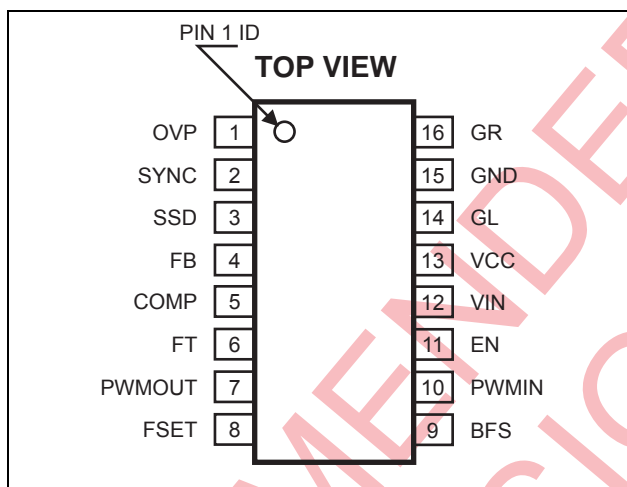 PIN 1 ID
TOP VIEW
OVP 1 16 GR
SYNC 2 15 GND
SSD 3 14 GL
FB 4 13 VCC
COMP 5 12 VIN
FT 6 11 EN
PWMOUT 7 10 PWMIN
FSET 8 9 BFS